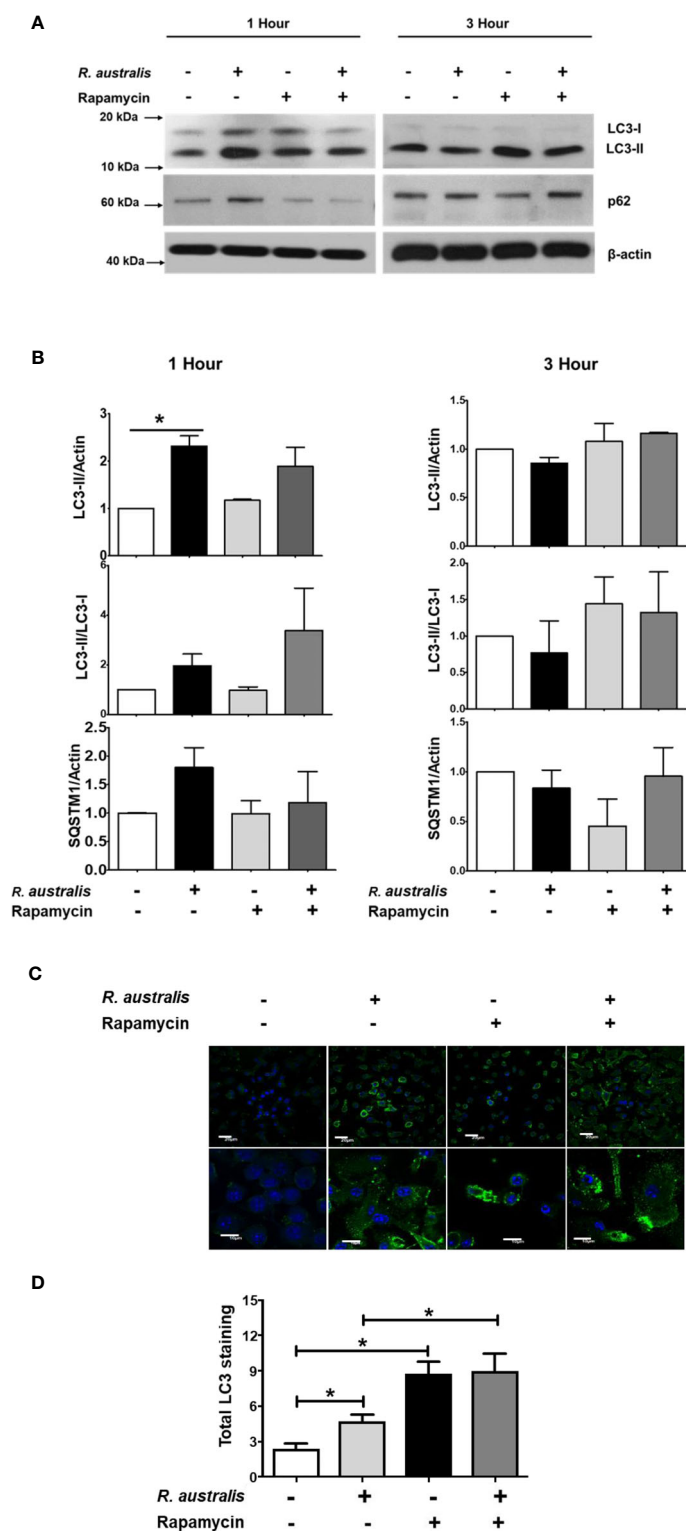 A
1 Hour 3 Hour
R. australis - + - + - + - +
Rapamycin - - + + - - + +
20 kDa
LC3-I
LC3-II
10 kDa
60 kDa
p62
40 kDa
β-actin
B
1 Hour
3 Hour
LC3-II/Actin
3
2
1
0
LC3-II/Actin
1.5
1.0
0.5
0.0
*
LC3-II/LC3-I
6
4
2
0
LC3-II/LC3-I
1.5
1.0
0.5
0.0
SQSTM1/Actin
2.0
1.5
1.0
0.5
0.0
SQSTM1/Actin
1.5
1.0
0.5
0.0
R. australis - + - + R. australis - + - +
Rapamycin - - + + Rapamycin - - + +
C
R. australis - + - +
Rapamycin - - + +
20μm 20μm
10μm 10μm
D
Total LC3 staining
15
12
9
6
3
0
* * *
R. australis - + - +
Rapamycin - - + +